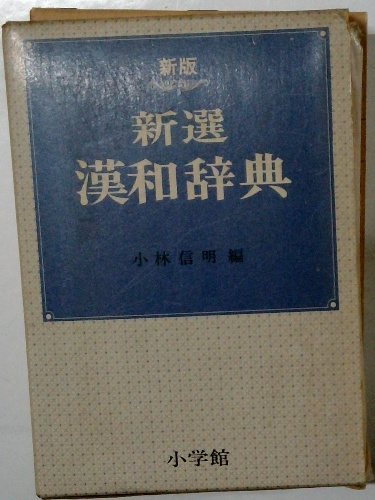 新版
新選
漢和辞典
小林信明編
小学館